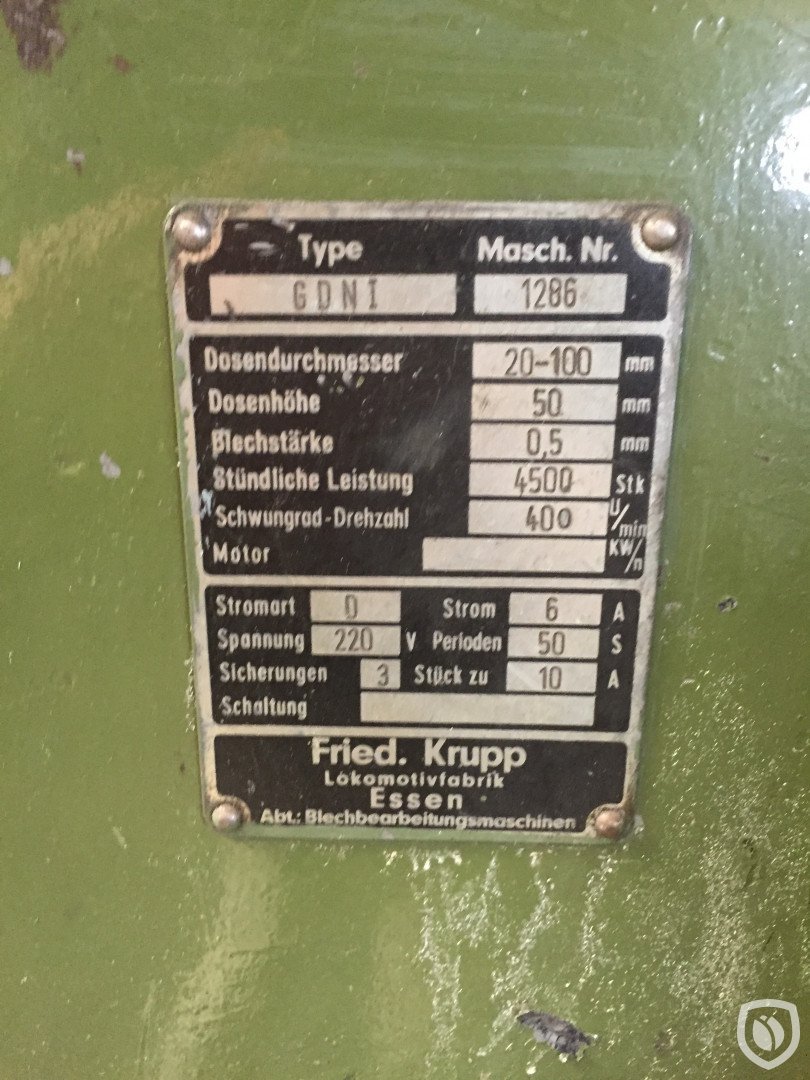 Type Masch. Nr.
GDNI 1286
Dosendurchmesser 20-100 mm
Dosenhöhe 50 mm
Blechstärke 0,5 mm
Stündliche Leistung 4500 Stk
Schwungrad-Drehzahl 400 U/min
Motor KW/n
Stromart D Strom 6 A
Spannung 220 V Perioden 50 S
Sicherungen 3 Stück zu 10 A
Schaltung
Fried. Krupp
Lokomotivfabrik
Essen
Abt.: Blechbearbeitungsmaschinen